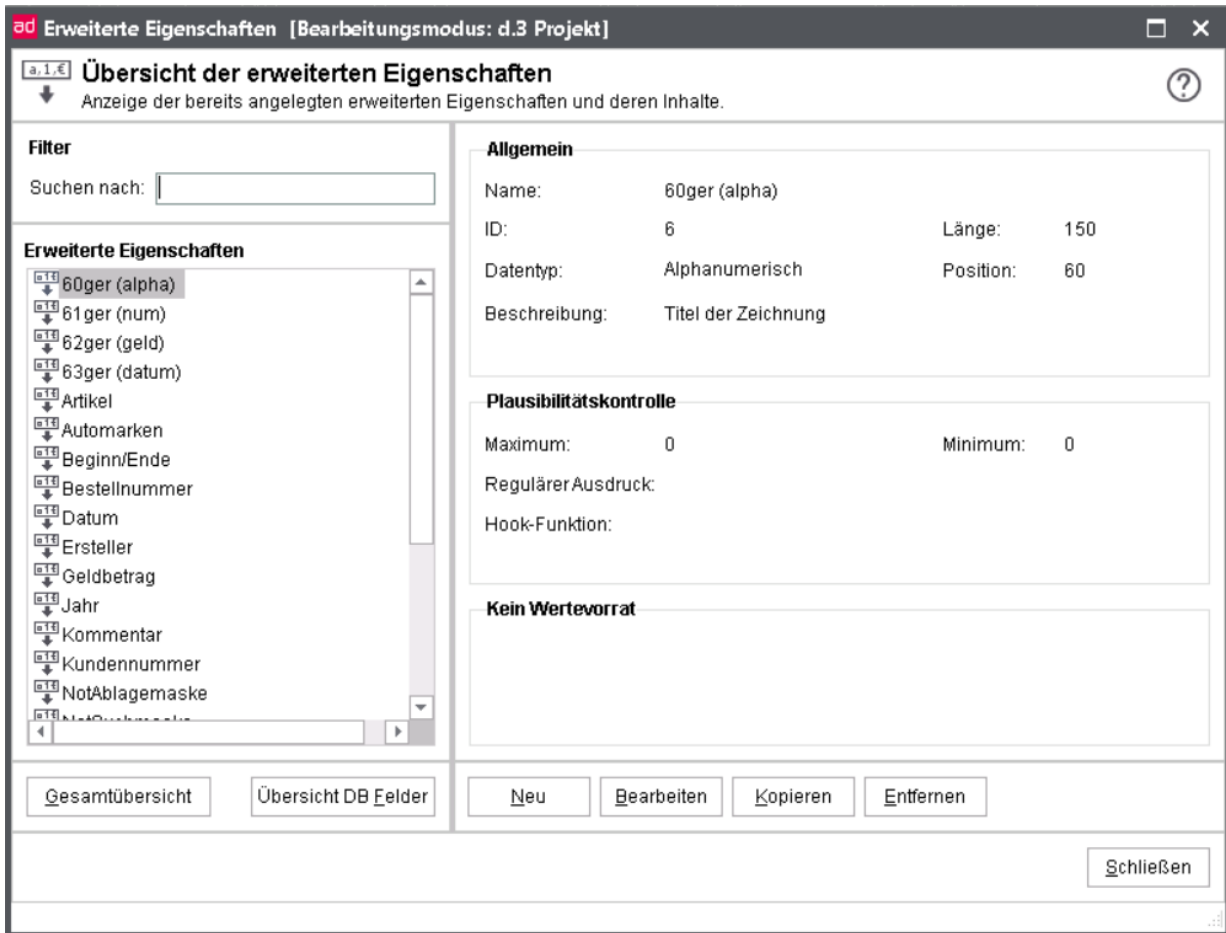 ad Erweiterte Eigenschaften [Bearbeitungsmodus: d.3 Projekt]
a,1,€ Übersicht der erweiterten Eigenschaften
Anzeige der bereits angelegten erweiterten Eigenschaften und deren Inhalte.
Filter
Suchen nach:
Erweiterte Eigenschaften
60ger (alpha)
61ger (num)
62ger (geld)
63ger (datum)
Artikel
Automarken
Beginn/Ende
Bestellnummer
Datum
Ersteller
Geldbetrag
Jahr
Kommentar
Kundennummer
NotAblagemaske
Gesamtübersicht Übersicht DB Felder
Allgemein
Name: 60ger (alpha)
ID: 6 Länge: 150
Datentyp: Alphanumerisch Position: 60
Beschreibung: Titel der Zeichnung
Plausibilitätskontrolle
Maximum: 0 Minimum: 0
Regulärer Ausdruck:
Hook-Funktion:
Kein Wertevorrat
Neu Bearbeiten Kopieren Entfernen
Schließen